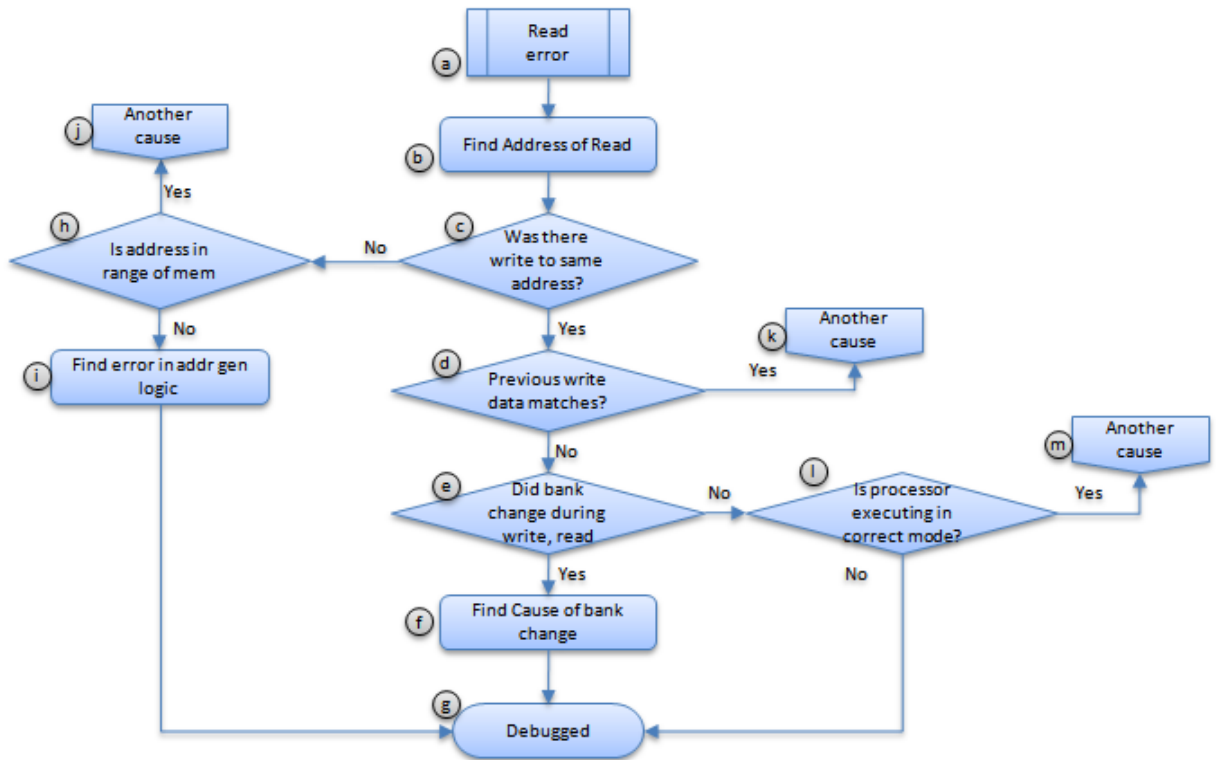 Read
error
a
Another
cause
j
Find Address of Read
b
Yes
h
c
Is address in
range of mem
No
Was there
write to same
address?
No
Yes
Another
cause
k
Find error in addr gen
logic
i
d
Previous write
data matches?
Yes
No
Another
cause
m
e
Did bank
change during
write, read
No
l
Is processor
executing in
correct mode?
Yes
Yes
No
Find Cause of bank
change
f
g
Debugged